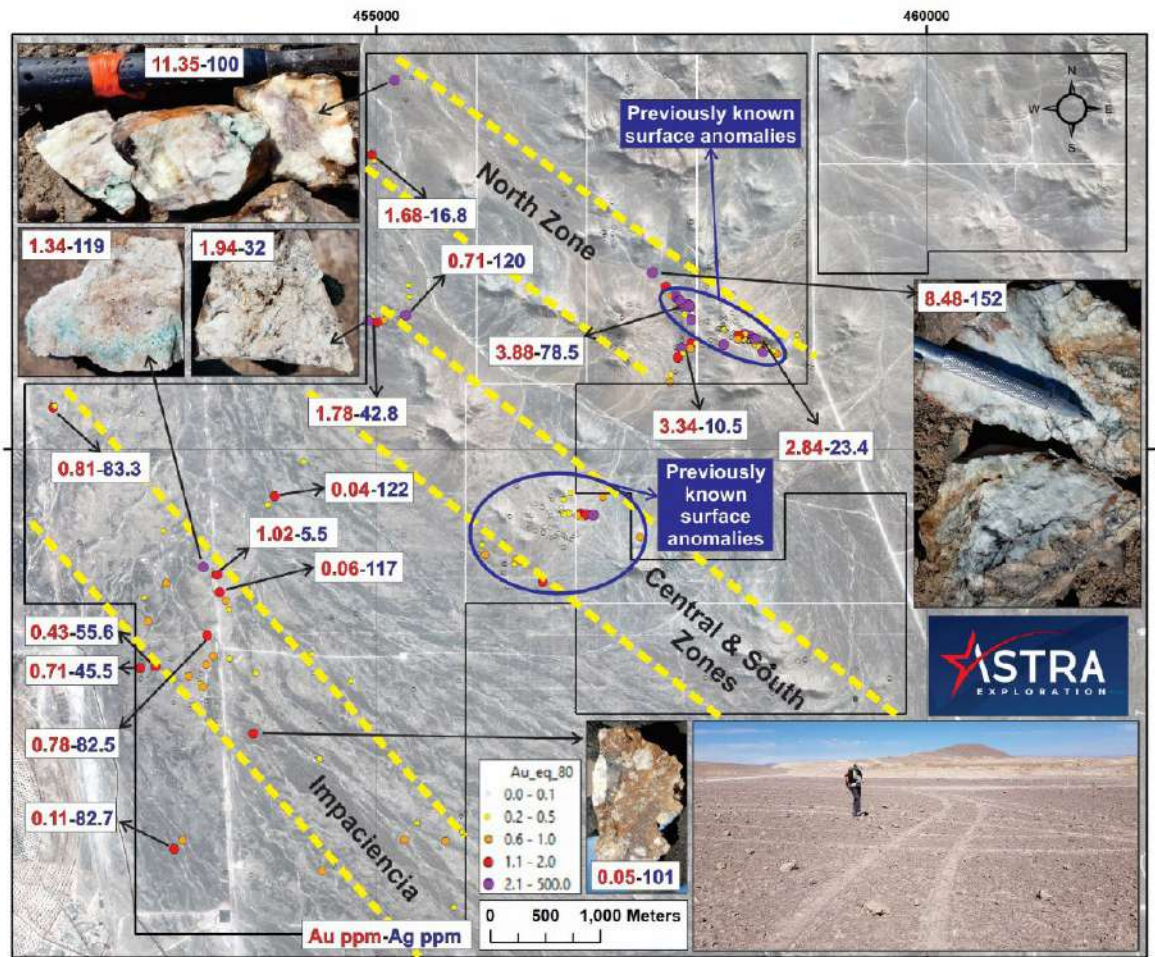 455000
460000
11.35-100
Previously known
surface anomalies
North Zone
1.68-16.8
1.34-119
1.94-32
0.71-120
8.48-152
3.88-78.5
1.78-42.8
3.34-10.5
2.84-23.4
0.81-83.3
0.04-122
Previously
known
surface
anomalies
1.02-5.5
0.06-117
Central & South
Zones
0.43-55.6
0.71-45.5
ASTRA
EXPLORATION
0.78-82.5
Impaciencia
0.11-82.7
0.05-101
Au_eq_80
0.0 - 0.1
0.2 - 0.5
0.6 - 1.0
1.1 - 2.0
2.1 - 500.0
0 500 1,000 Meters
Au ppm-Ag ppm
N
W E
S